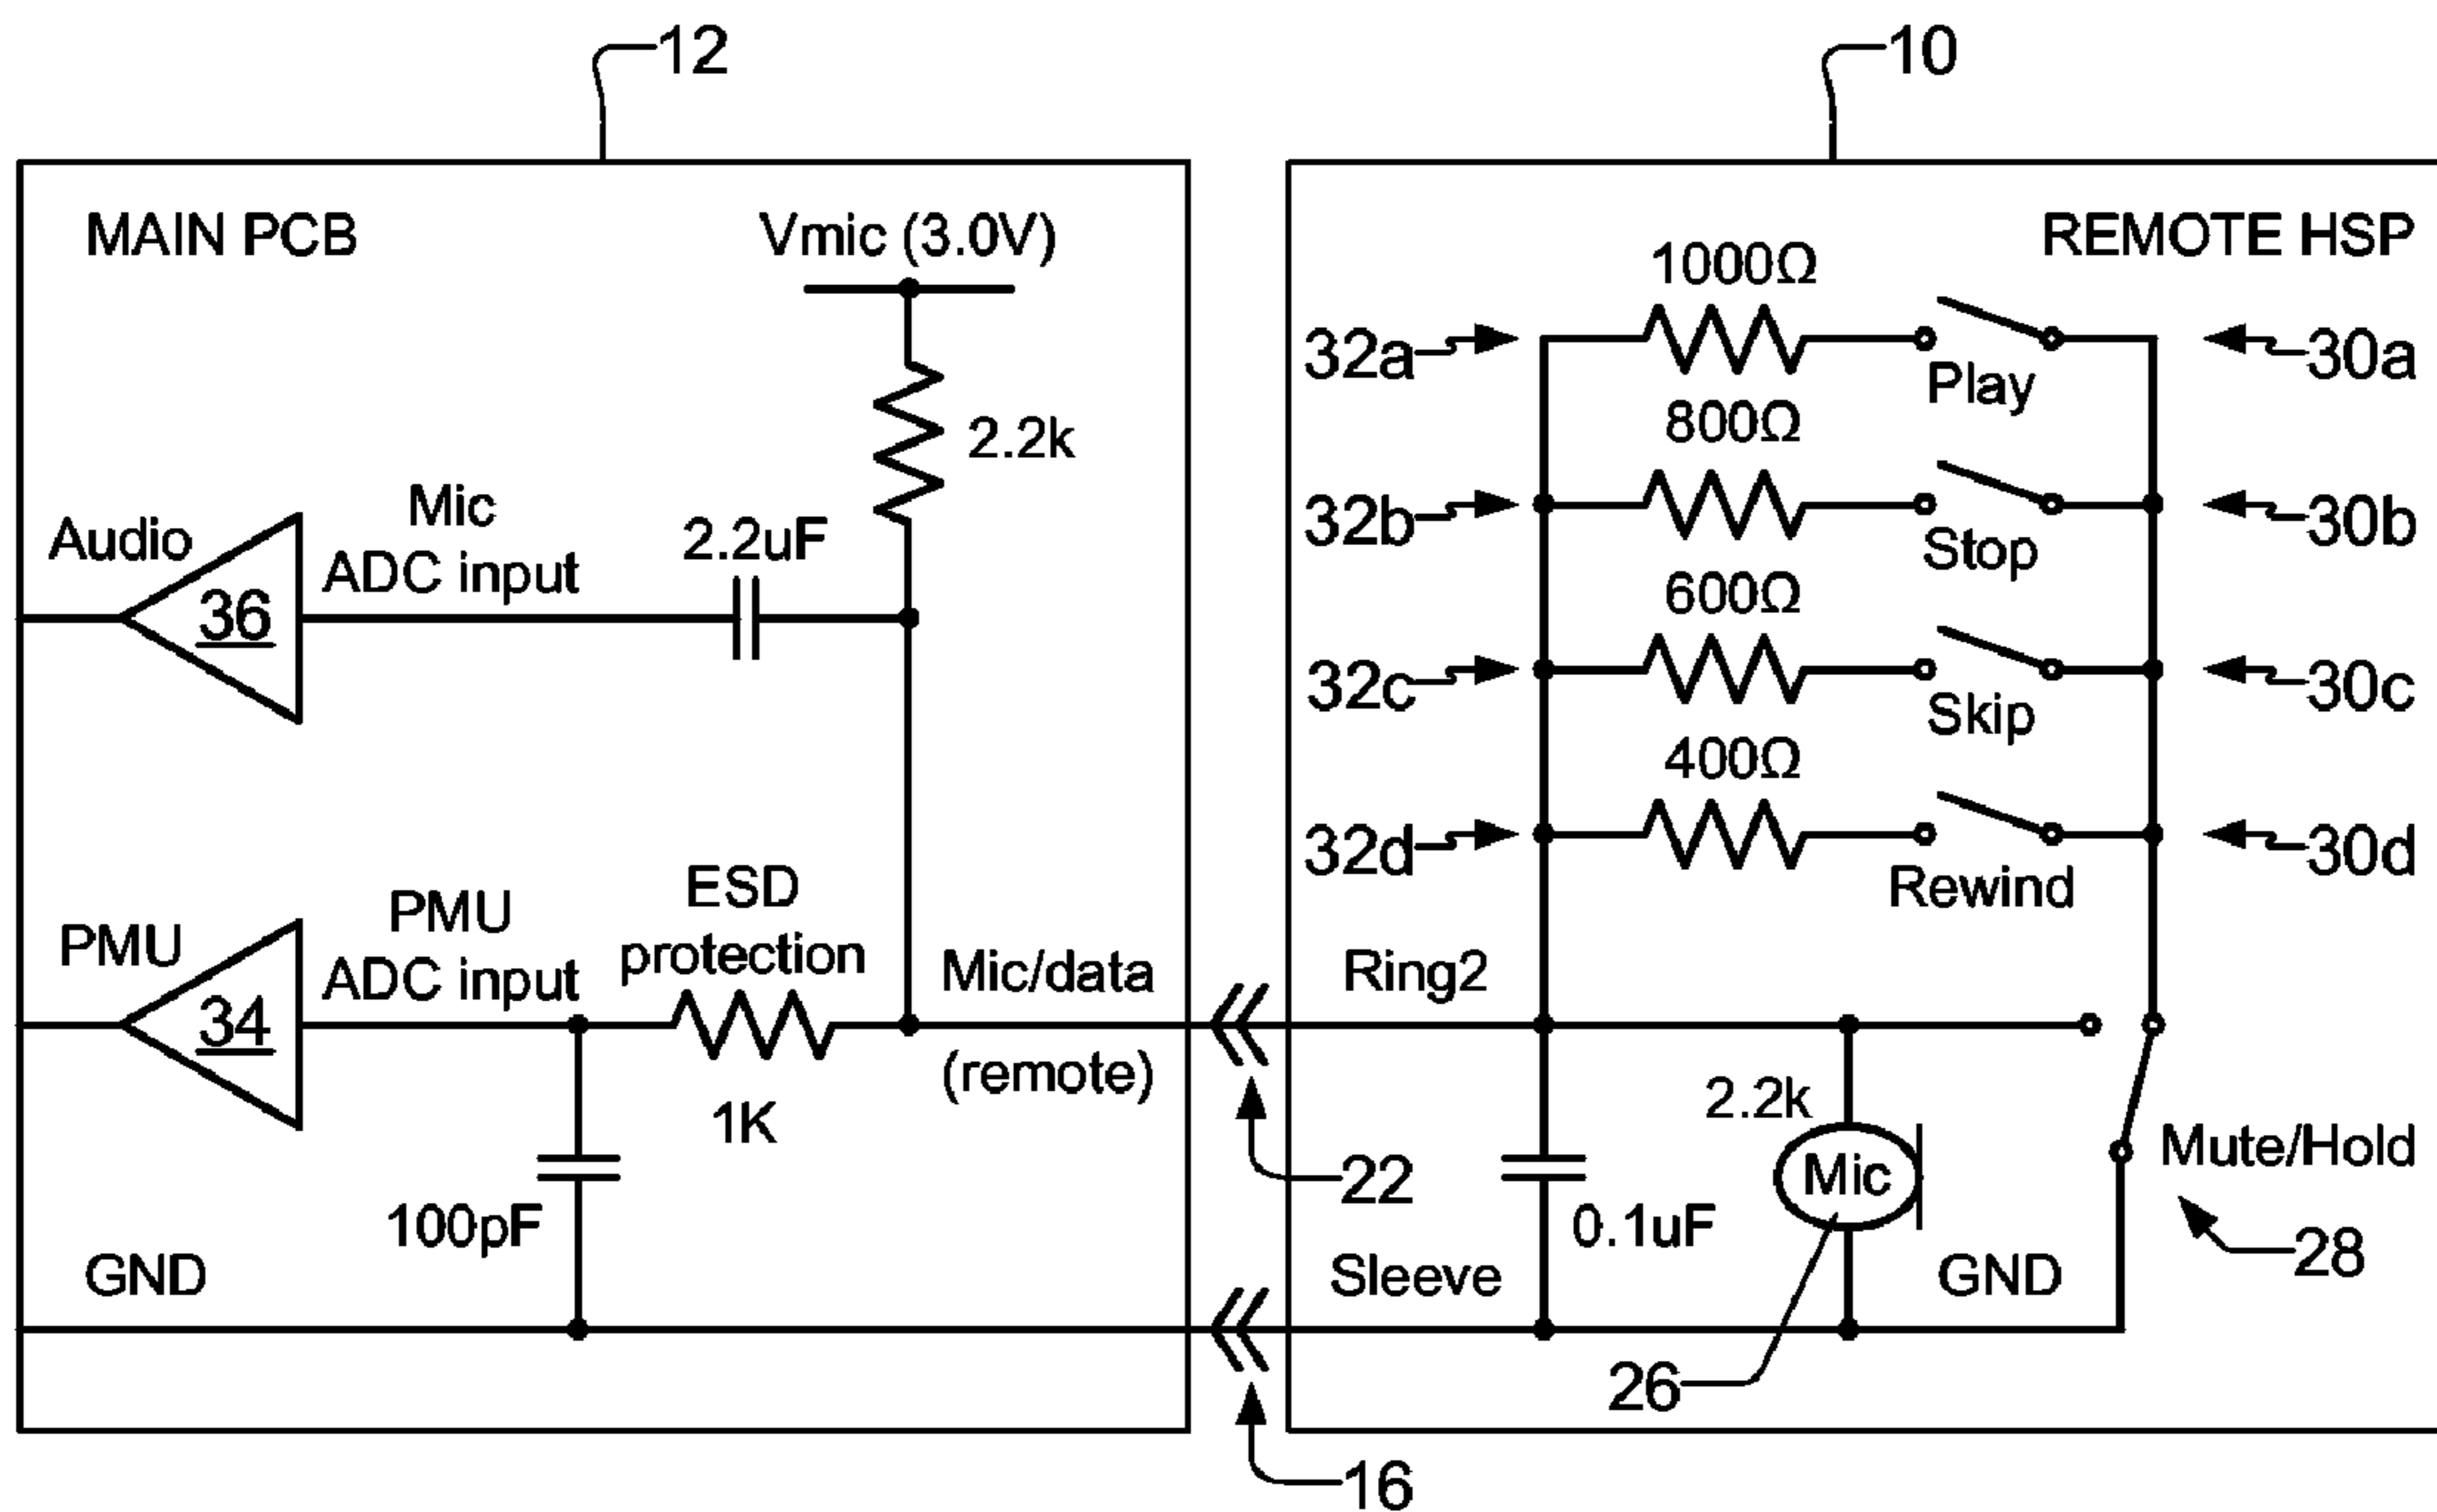 12
10
MAIN PCB
Vmic (3.0V)
2.2k
Mic
ADC input
Audio
2.2uF
36
ESD
protection
PMU
ADC input
PMU
34
1K
Mic/data
(remote)
100pF
GND
22
16
REMOTE HSP
1000Ω
32a
Play
30a
800Ω
32b
Stop
30b
600Ω
32c
Skip
30c
400Ω
32d
Rewind
30d
Ring2
2.2k
Mic
Mute/Hold
0.1uF
Sleeve
GND
28
26